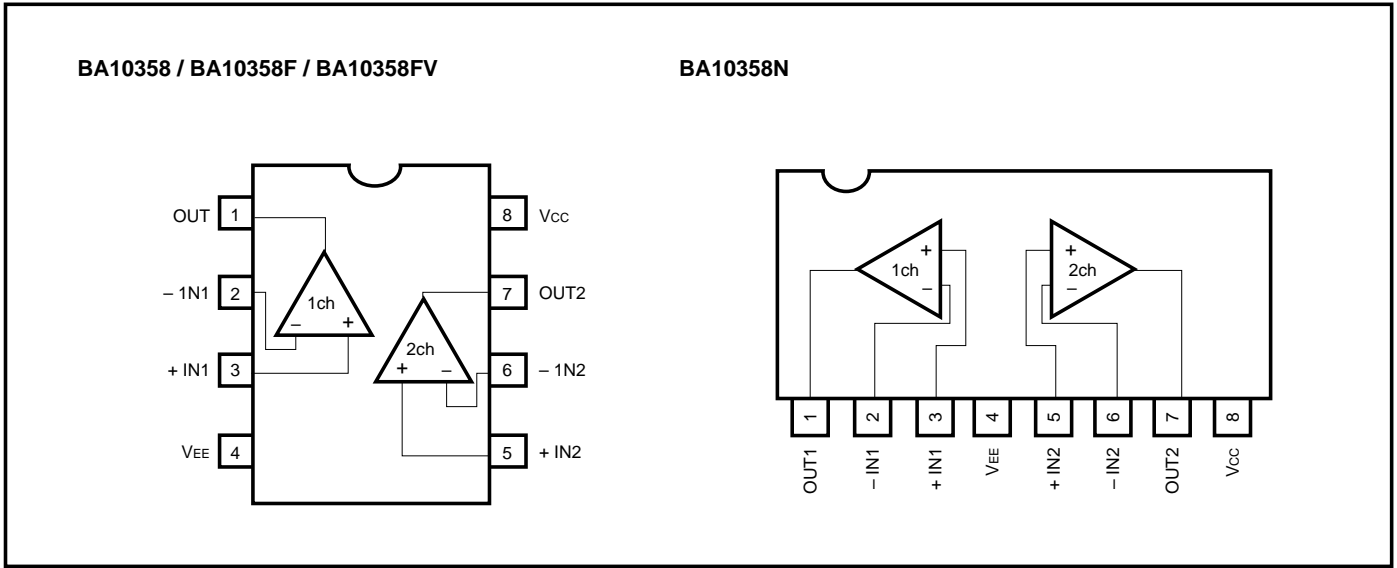 BA10358 / BA10358F / BA10358FV
OUT 1
– 1N1 2
+ IN1 3
VEE 4
8 Vcc
7 OUT2
6 – 1N2
5 + IN2
1ch
– +
2ch
+ –
BA10358N
+
1ch
–
+
2ch
–
1 2 3 4 5 6 7 8
OUT1
– IN1
+ IN1
VEE
+ IN2
– IN2
OUT2
Vcc